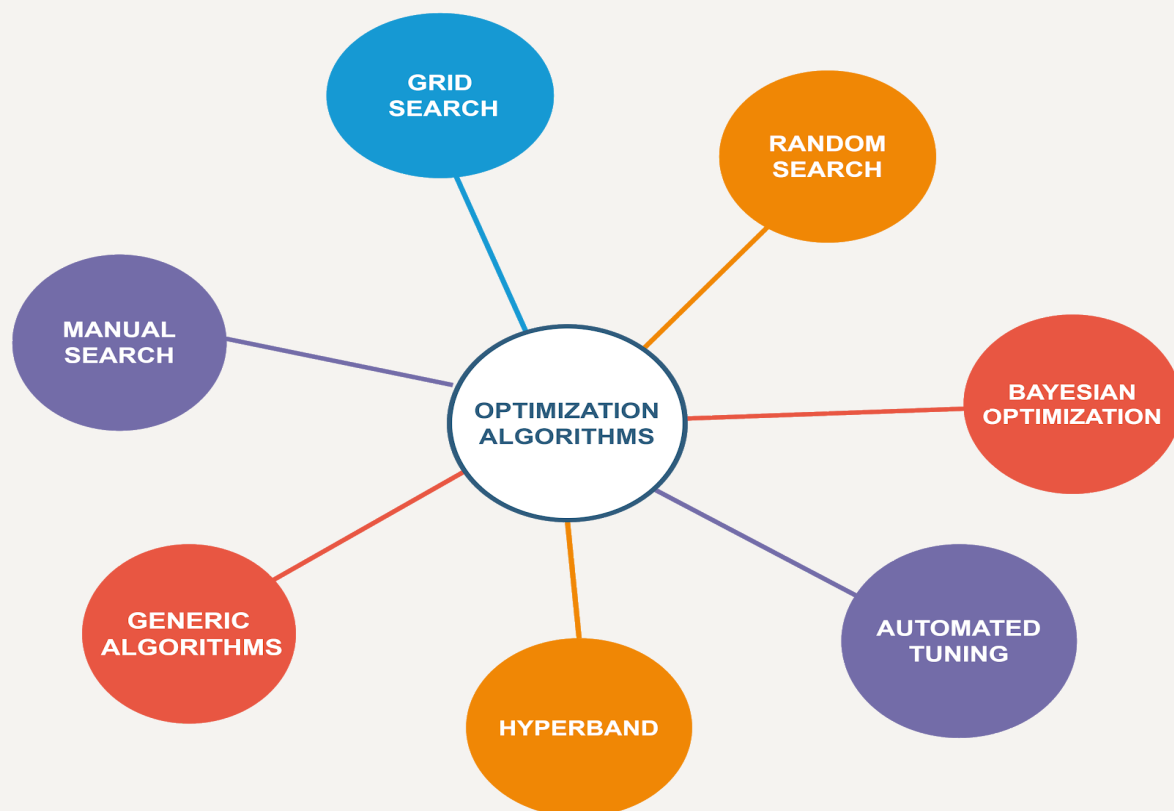 GRID
SEARCH
RANDOM
SEARCH
MANUAL
SEARCH
OPTIMIZATION
ALGORITHMS
BAYESIAN
OPTIMIZATION
GENERIC
ALGORITHMS
AUTOMATED
TUNING
HYPERBAND